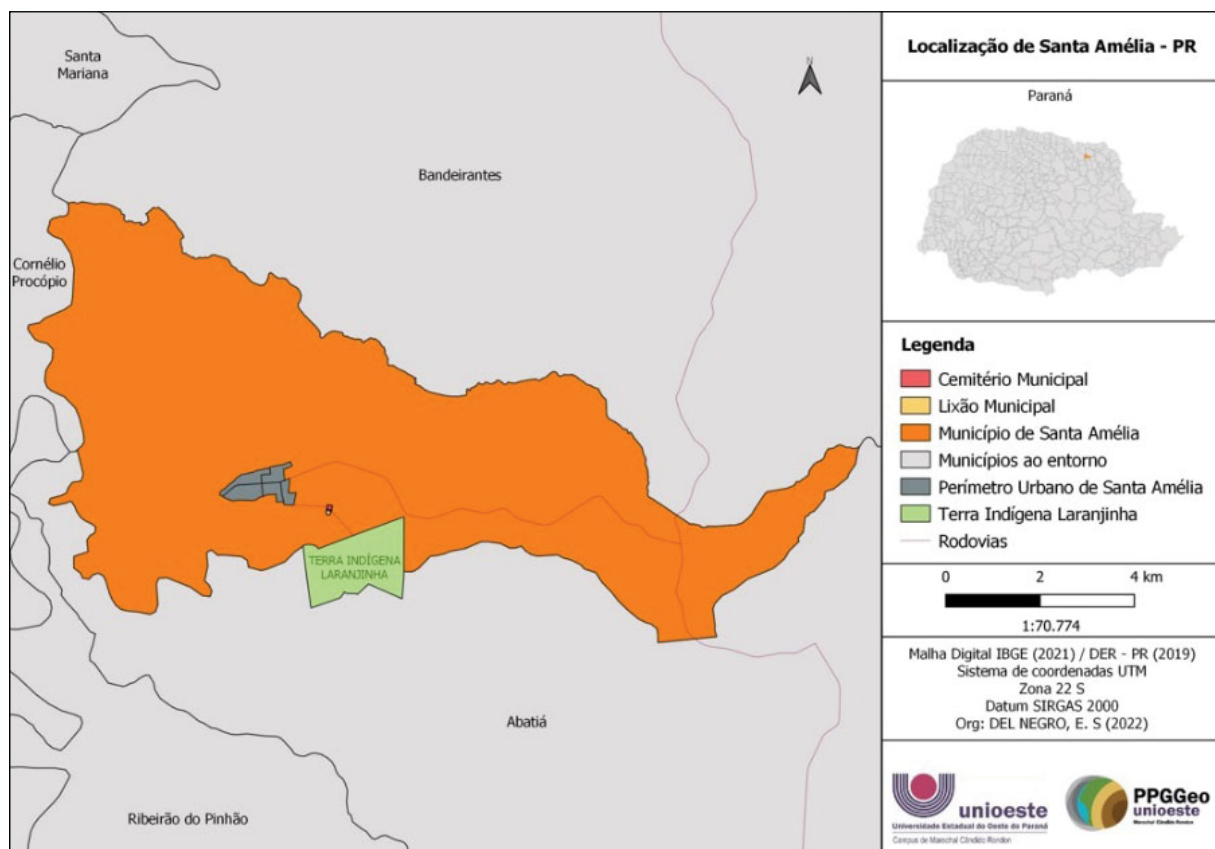 Santa
Mariana
Bandeirantes
Cornélio
Procópio
TERRA INDÍGENA
LARANJINHA
Abatiá
Ribeirão do Pinhão
N
Localização de Santa Amélia - PR
Paraná
Legenda
Cemitério Municipal
Lixão Municipal
Município de Santa Amélia
Municípios ao entorno
Perímetro Urbano de Santa Amélia
Terra Indígena Laranjinha
Rodovias
0 2 4 km
1:70.774
Malha Digital IBGE (2021) / DER - PR (2019)
Sistema de coordenadas UTM
Zona 22 S
Datum SIRGAS 2000
Org: DEL NEGRO, E. S (2022)
unioeste
Universidade Estadual do Oeste do Paraná
Campus de Marechal Cândido Rondon
PPGGeo
unioeste
Marechal Cândido Rondon